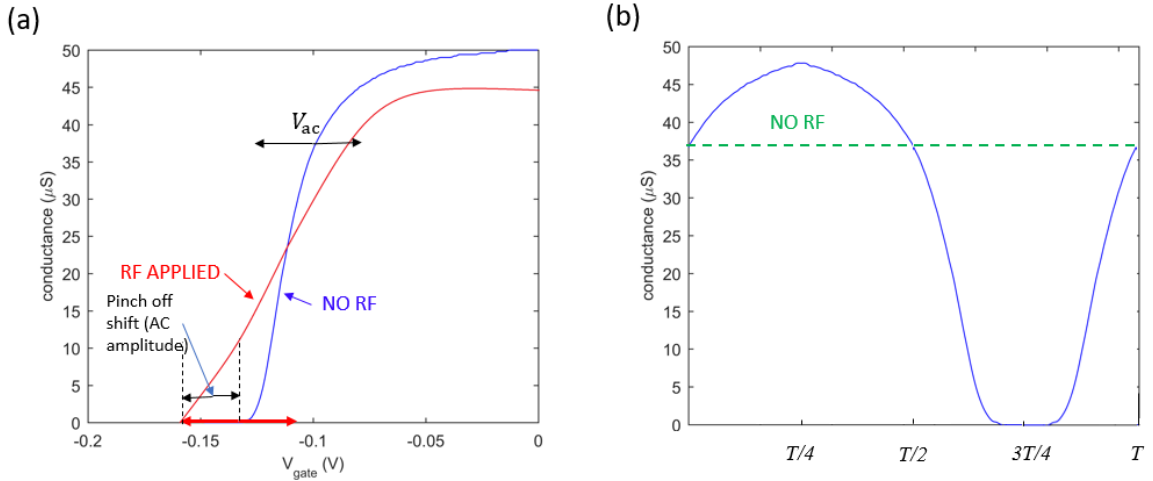 (a)
50
45
40
35
30
25
20
15
10
5
0
conductance (μS)
V_ac
RF APPLIED
Pinch off
shift (AC
amplitude)
NO RF
-0.2
-0.15
-0.1
-0.05
0
V_gate (V)
(b)
50
45
40
35
30
25
20
15
10
5
0
conductance (μS)
NO RF
T/4
T/2
3T/4
T